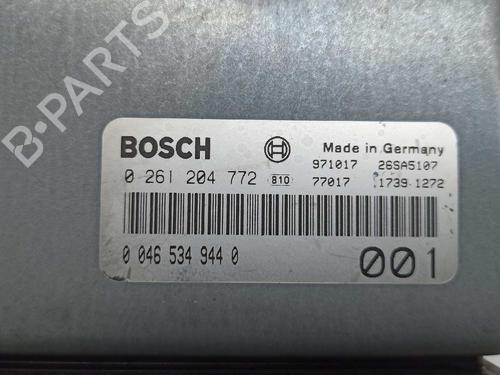 B-PARTS
BOSCH
Made in Germany
971017 26SA5107
0 261 204 772 810 77017 1739 1272
0 046 534 944 0
001